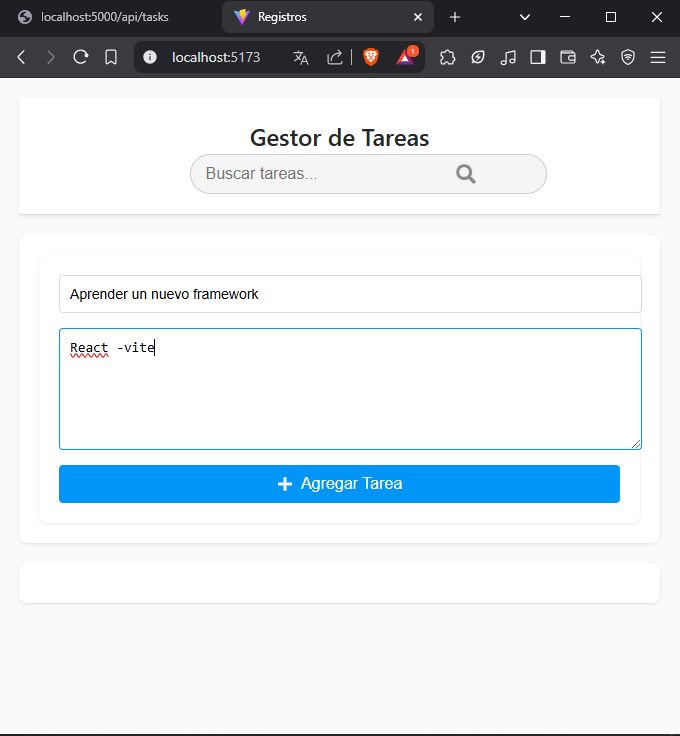 localhost:5000/api/tasks
Registros
localhost:5173
1
Gestor de Tareas
Buscar tareas...
Aprender un nuevo framework
React -vite
Agregar Tarea